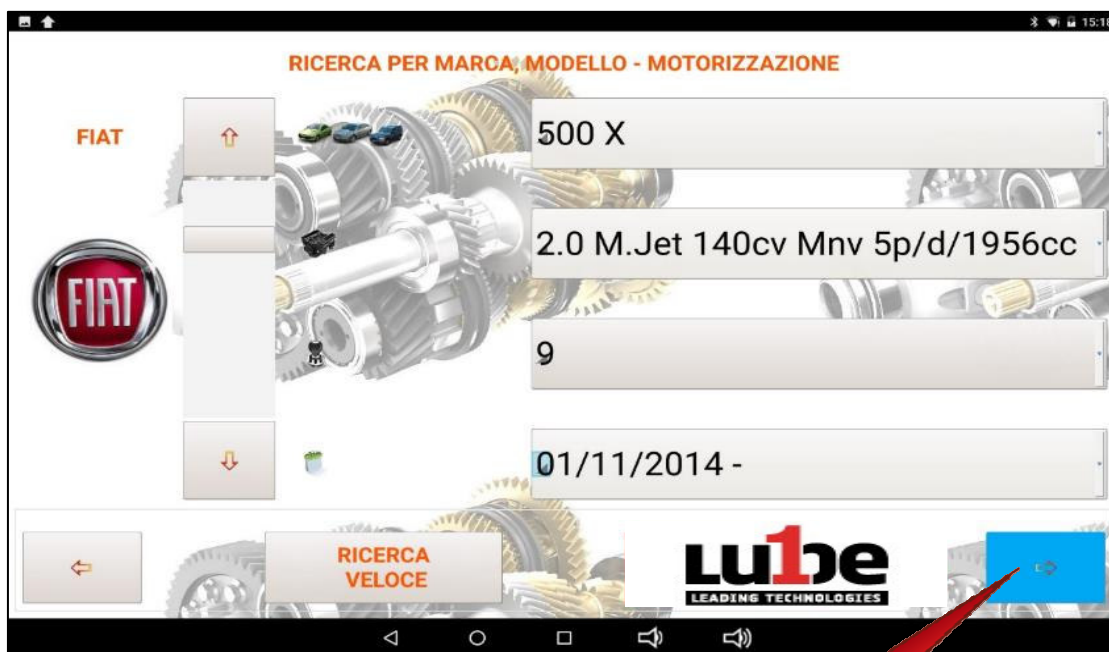 15:18
RICERCA PER MARCA, MODELLO - MOTORIZZAZIONE
FIAT
500 X
FIAT
2.0 M.Jet 140cv Mnv 5p/d/1956cc
9
01/11/2014 -
RICERCA
VELOCE
Lu1be
LEADING TECHNOLOGIES